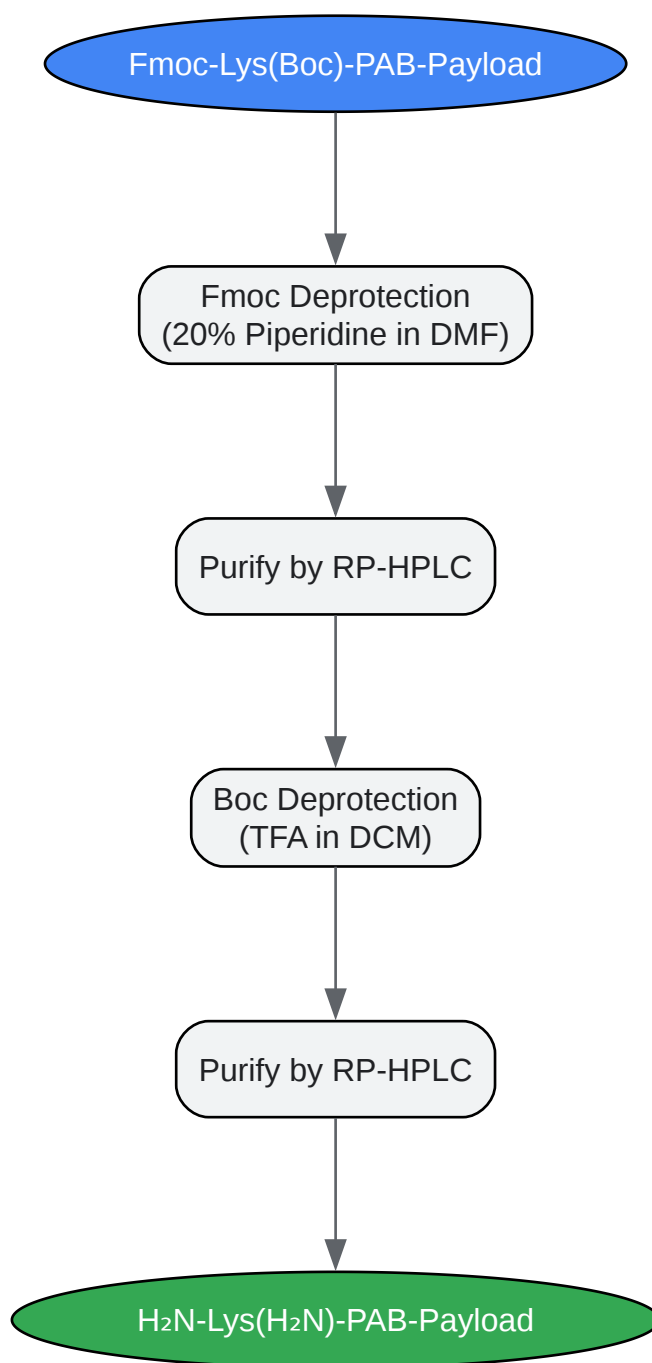 Fmoc-Lys(Boc)-PAB-Payload
Fmoc Deprotection
(20% Piperidine in DMF)
Purify by RP-HPLC
Boc Deprotection
(TFA in DCM)
Purify by RP-HPLC
H₂N-Lys(H₂N)-PAB-Payload